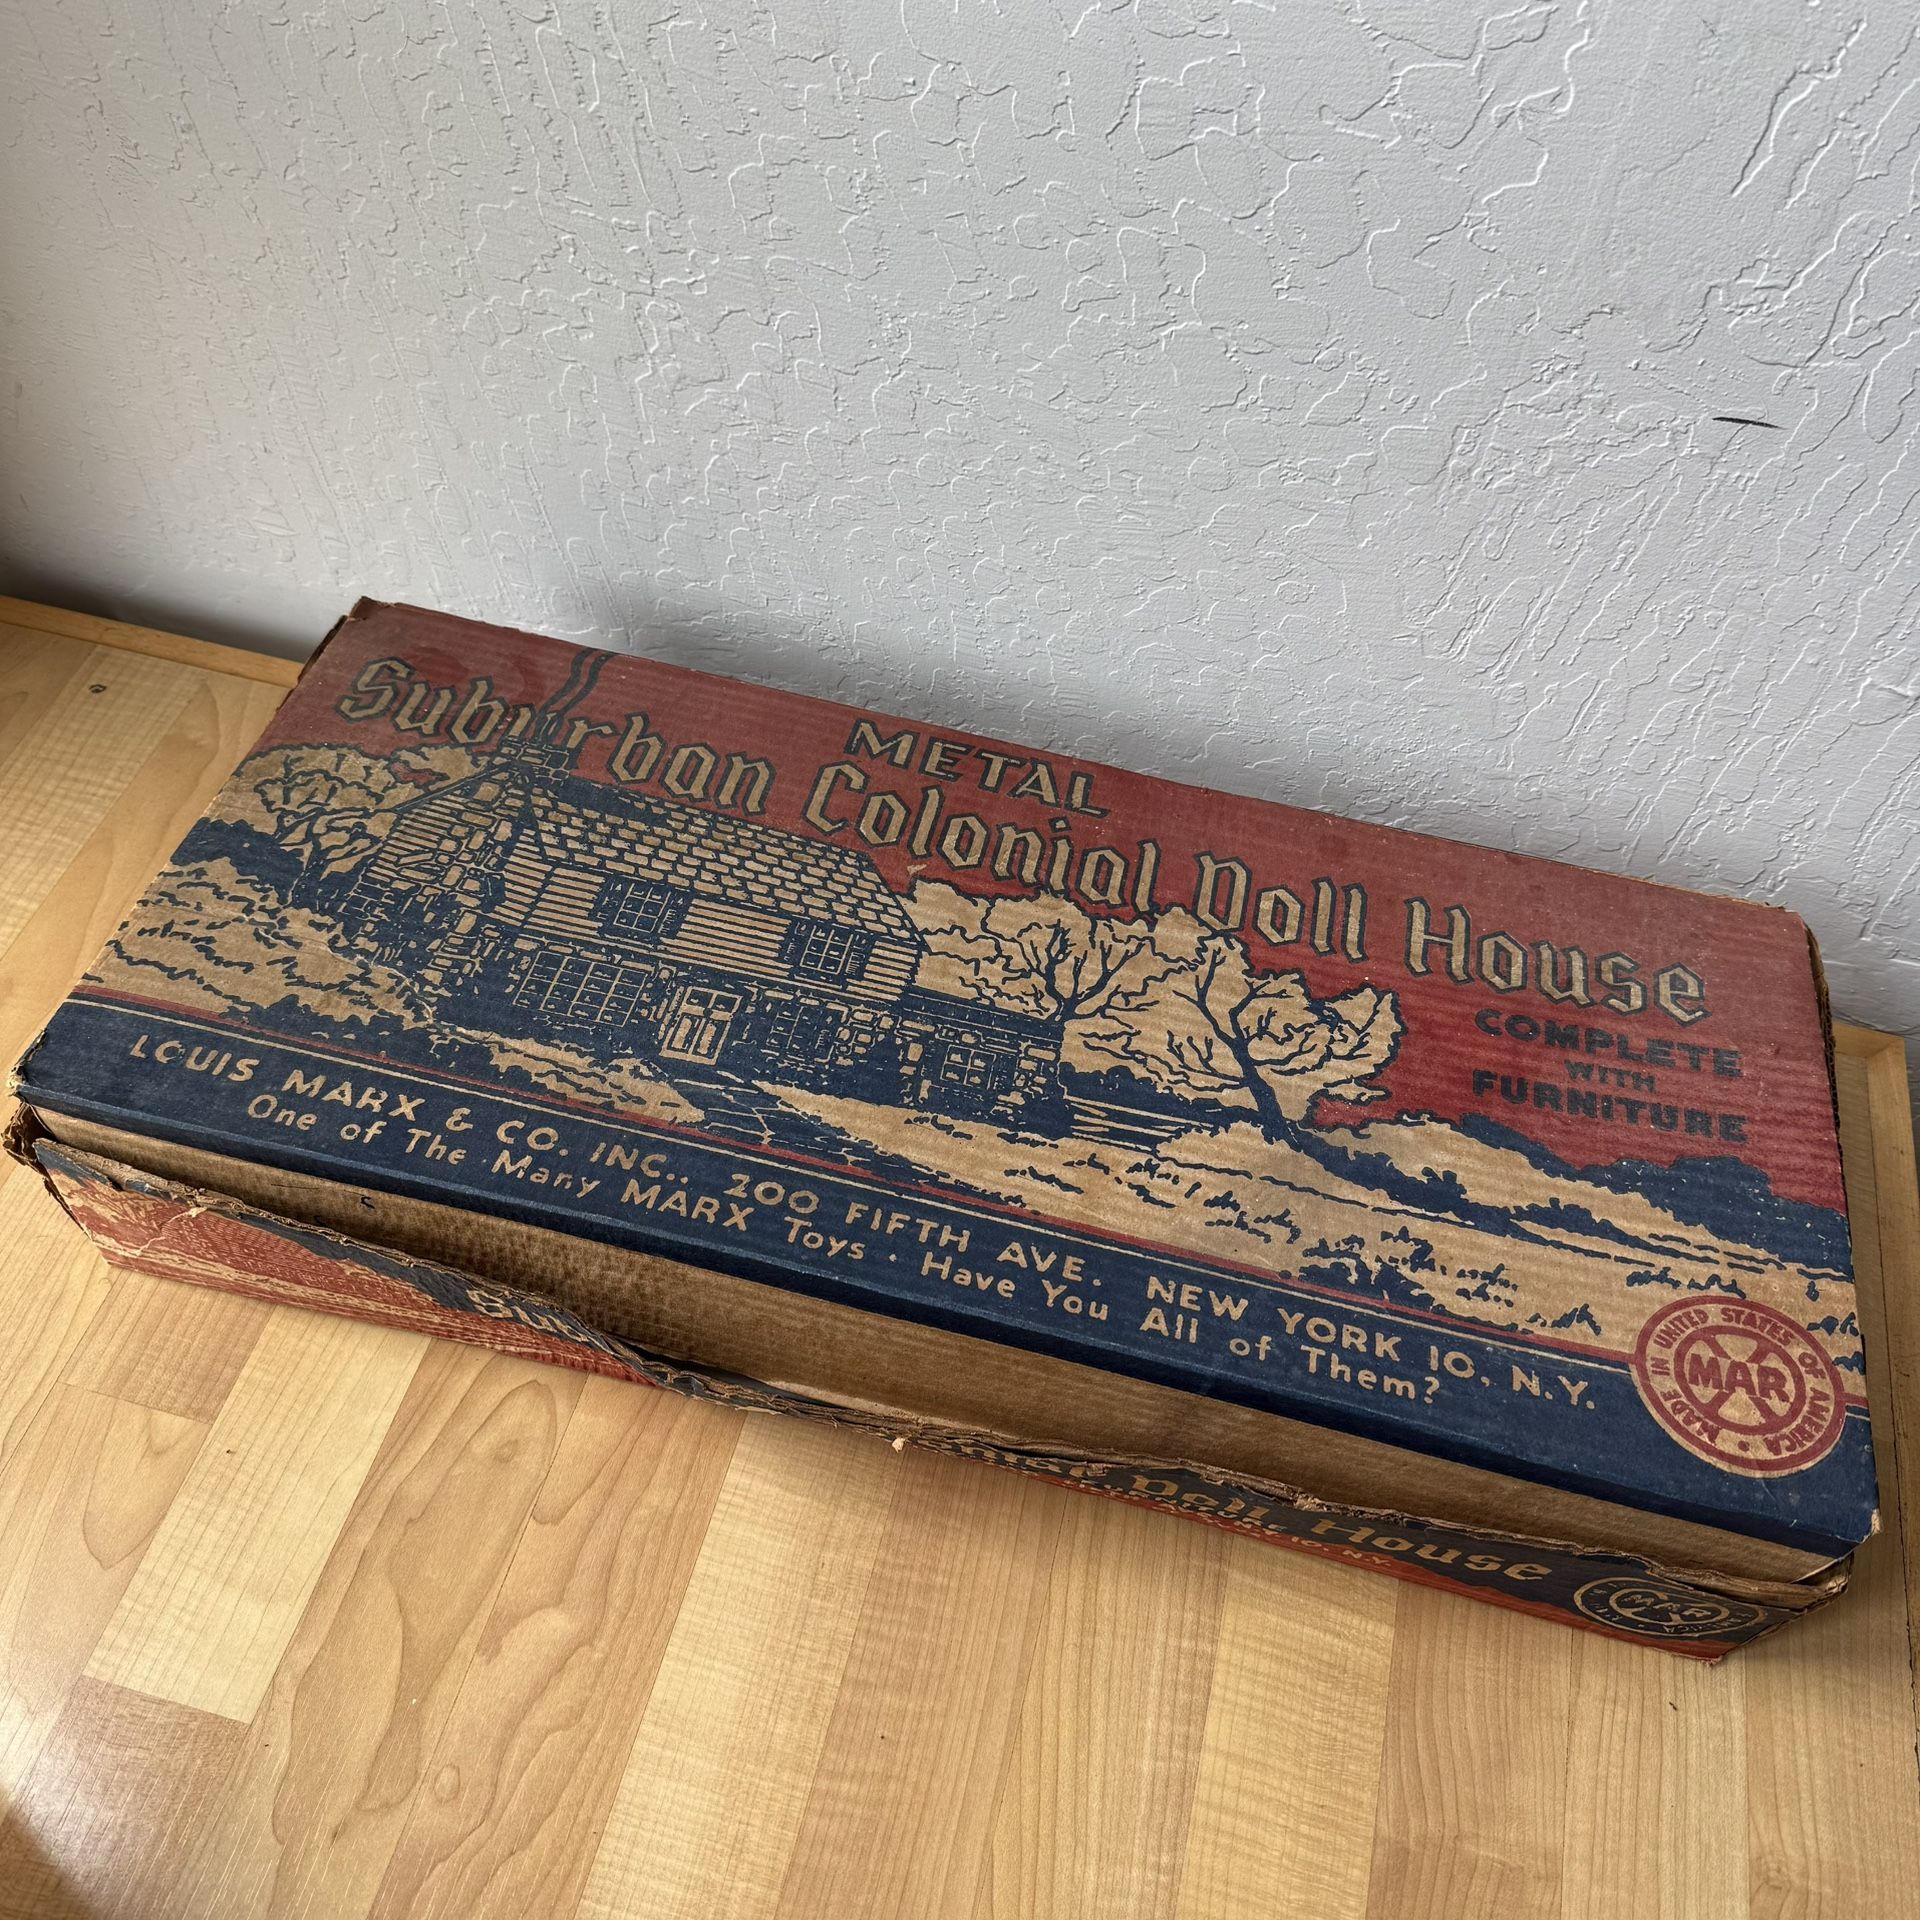 METAL
Suburban Colonial Doll House
COMPLETE
WITH
FURNITURE
LOUIS MARX & CO. INC., 200 FIFTH AVE. NEW YORK 10, N.Y.
One of The Many MARX Toys · Have You All of Them?
MADE IN UNITED STATES OF AMERICA •
MAR
Doll House
10, N.Y.
MAR